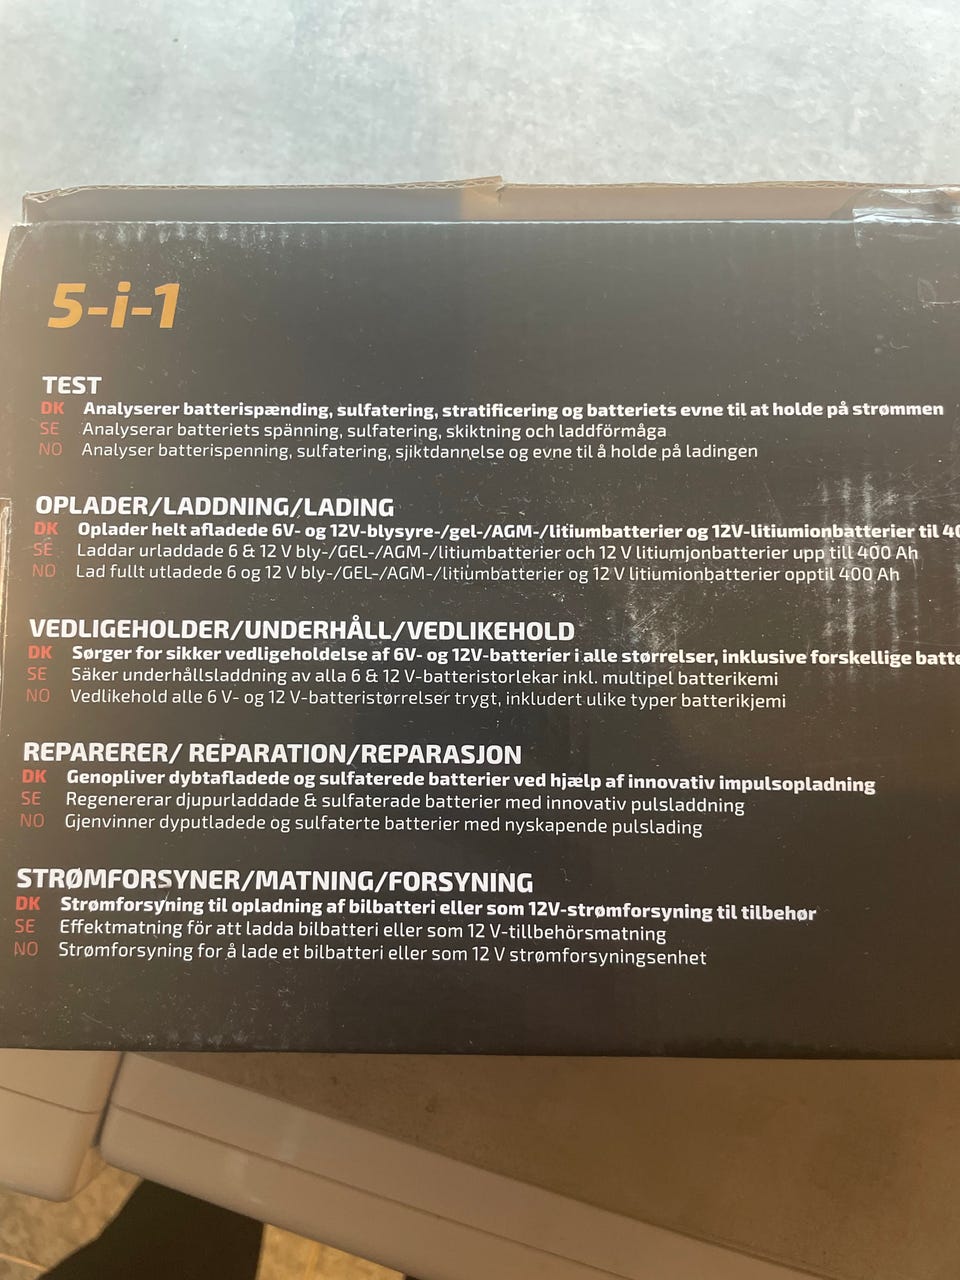 5-i-1
TEST
DK Analyserer batterispænding, sulfatering, stratificering og batteriets evne til at holde på strømmen
SE Analyserar batteriets spänning, sulfatering, skiktning och laddförmåga
NO Analyser batterispenning, sulfatering, sjiktdannelse og evne til å holde på ladingen
OPLADER/LADDNING/LADING
DK Oplader helt afladede 6V- og 12V-blysyre-/gel-/AGM-/litiumbatterier og 12V-litiumionbatterier til
SE Laddar urladdade 6 & 12 V bly-/GEL-/AGM-/litiumbatterier och 12 V litiumjonbatterier upp till 400 Ah
NO Lad fullt utladede 6 og 12 V bly-/GEL-/AGM-/litiumbatterier og 12 V litiumionbatterier opptil 400 Ah
VEDLIGEHOLDER/UNDERHÅLL/VEDLIKEHOLD
DK Sørger for sikker vedligeholdelse af 6V- og 12V-batterier i alle størrelser, inklusive forskellige
SE Säker underhållsladdning av alla 6 & 12 V-batteristorlekar inkl. multipel batterikemi
NO Vedlikehold alle 6 V- og 12 V-batteristørrelser trygt, inkludert ulike typer batterikjemi
REPARERER/ REPARATION/REPARASJON
DK Genopliver dybtafladede og sulfaterede batterier ved hjælp af innovativ impulsopladning
SE Regenererar djupurladdade & sulfaterade batterier med innovativ pulsladdning
NO Gjenvinner dyputladede og sulfaterte batterier med nyskapende pulslading
STRØMFORSYNER/MATNING/FORSYNING
DK Strømforsyning til opladning af bilbatteri eller som 12V-strømforsyning til tilbehør
SE Effektmatning för att ladda bilbatteri eller som 12 V-tillbehörsmatning
NO Strømforsyning for å lade et bilbatteri eller som 12 V strømforsyningsenhet